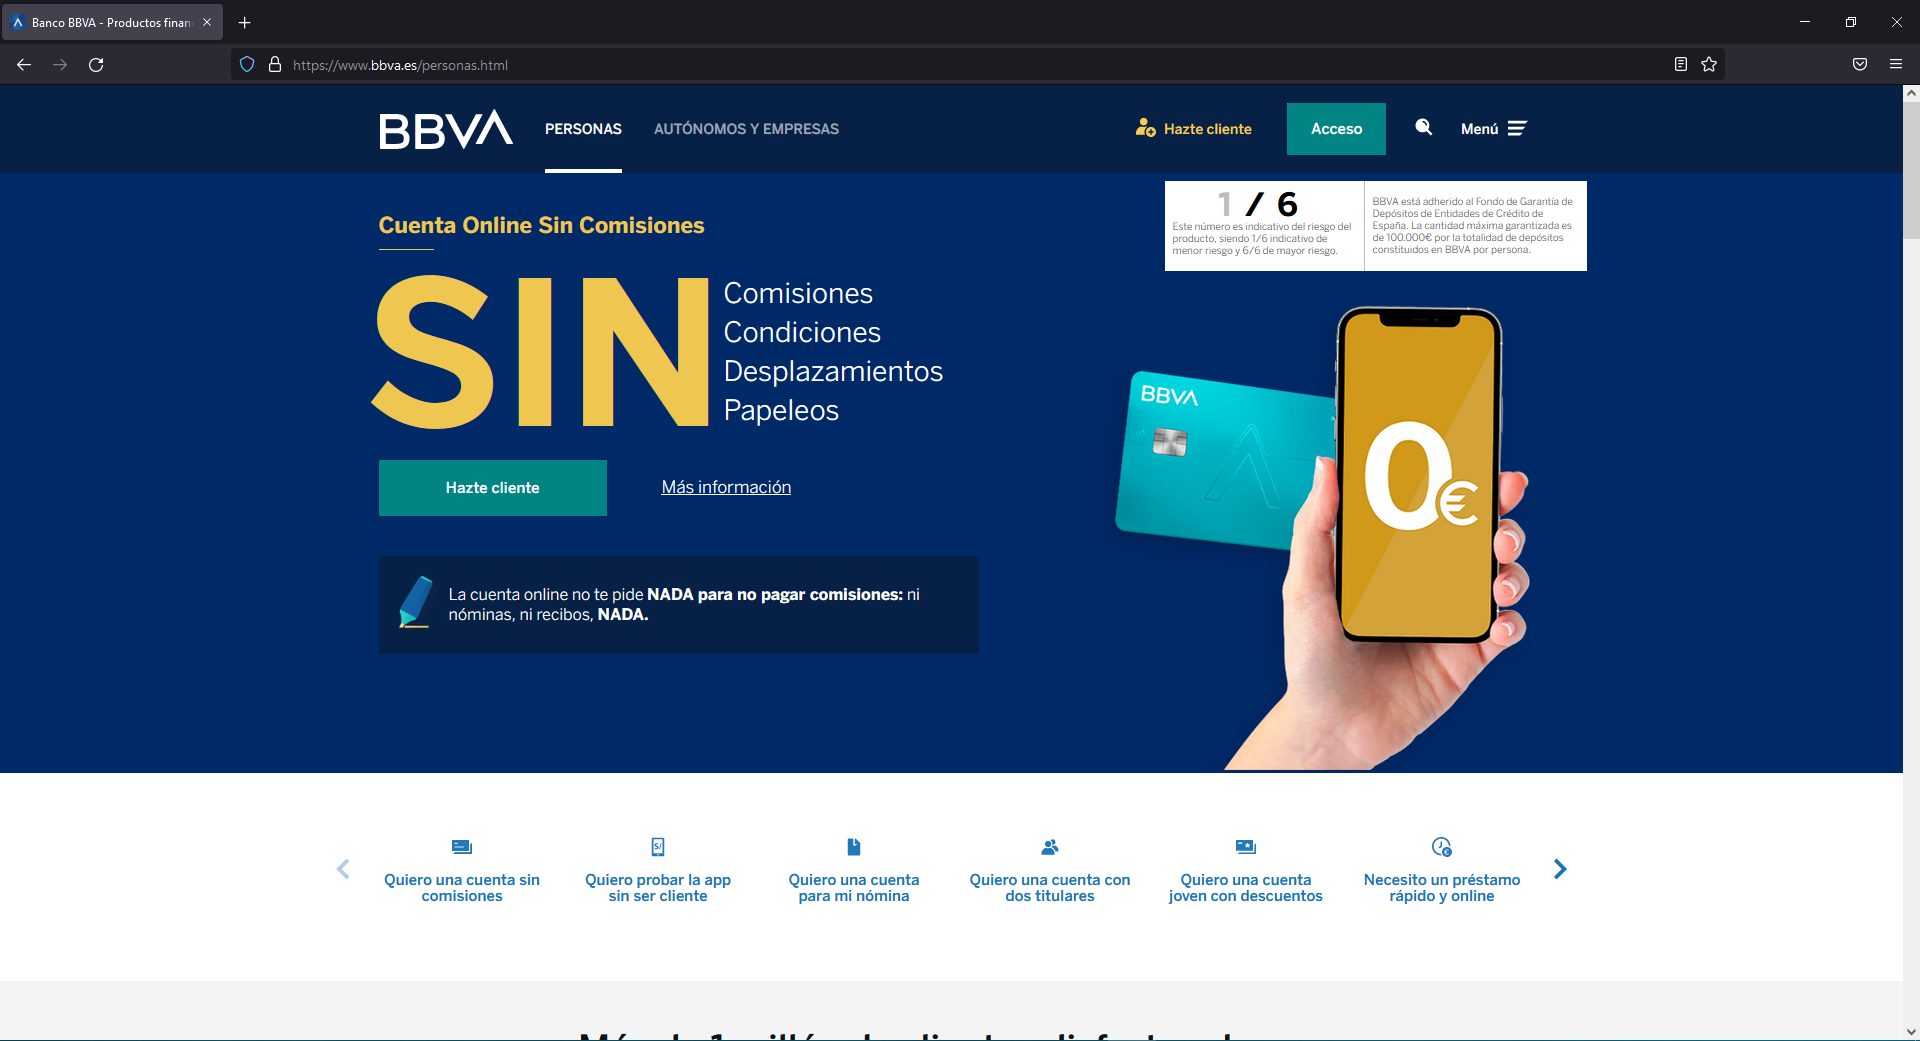 Banco BBVA - Productos finan
https://www.bbva.es/personas.html
BBVA
PERSONAS
AUTÓNOMOS Y EMPRESAS
Hazte cliente
Acceso
Menú
Cuenta Online Sin Comisiones
SIN
Comisiones
Condiciones
Desplazamientos
Papeleos
Hazte cliente
Más información
La cuenta online no te pide NADA para no pagar comisiones: ni
nóminas, ni recibos, NADA.
1 / 6
Este número es indicativo del riesgo del
producto, siendo 1/6 indicativo de
menor riesgo y 6/6 de mayor riesgo.
BBVA está adherido al Fondo de Garantía de
Depósitos de Entidades de Crédito de
España. La cantidad máxima garantizada es
de 100.000€ por la totalidad de depósitos
constituidos en BBVA por persona.
BBVA
0€
Quiero una cuenta sin
comisiones
Quiero probar la app
sin ser cliente
Quiero una cuenta
para mi nómina
Quiero una cuenta con
dos titulares
Quiero una cuenta
joven con descuentos
Necesito un préstamo
rápido y online